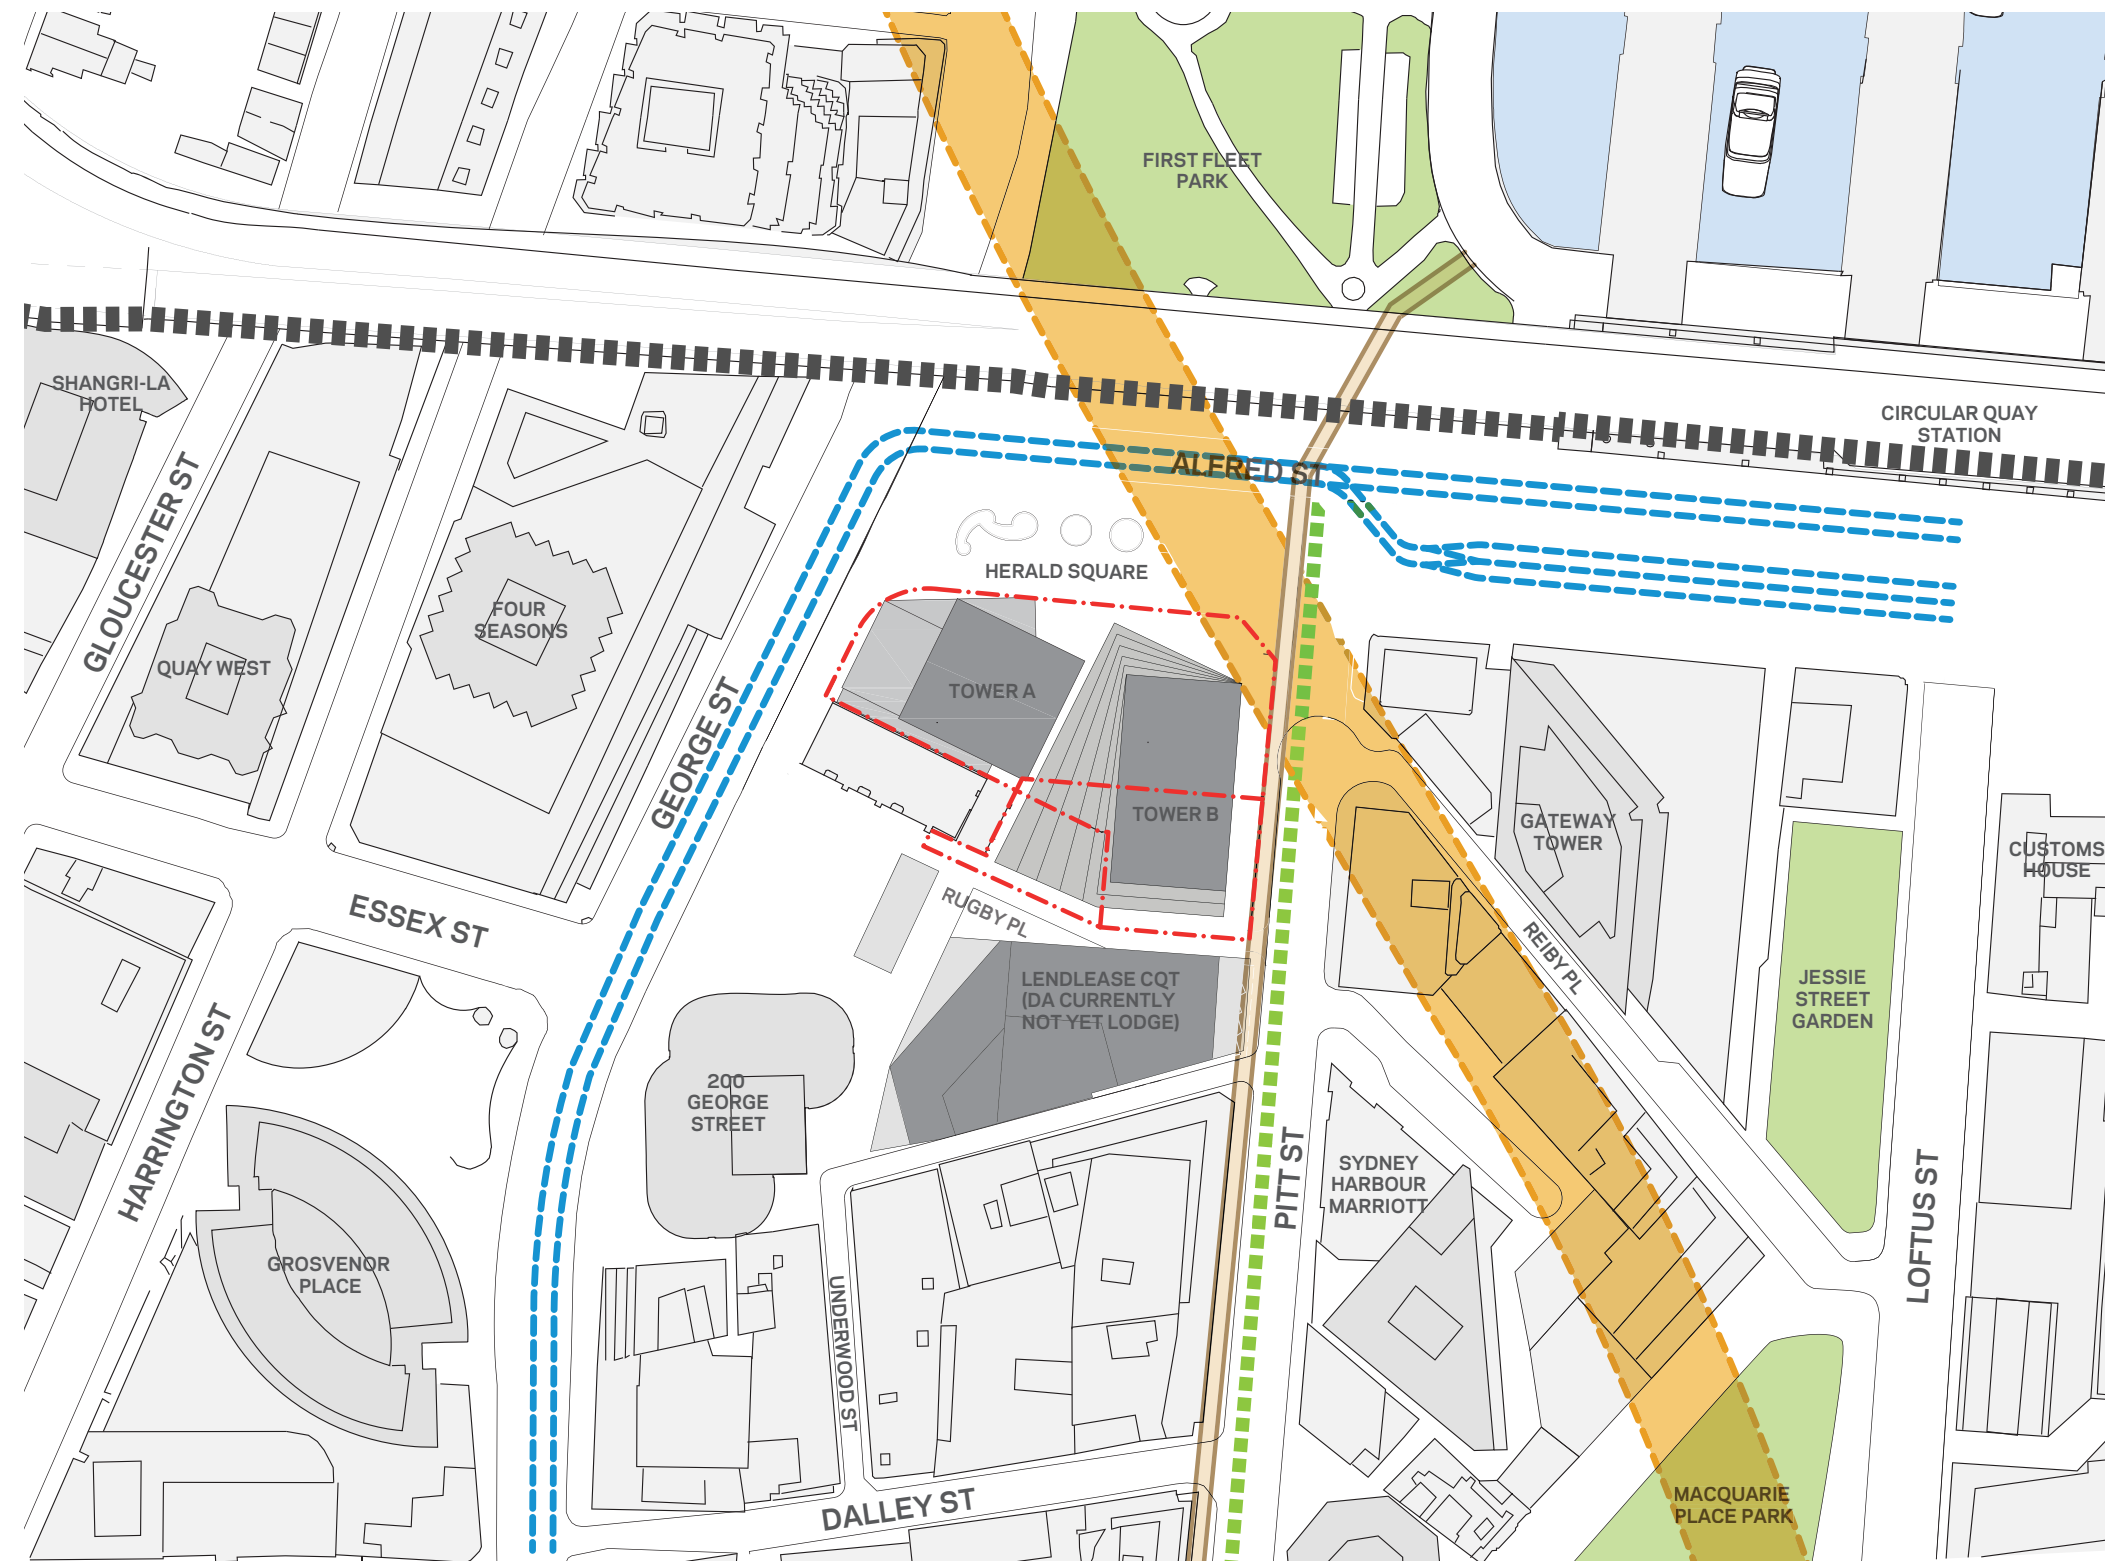 FIRST FLEET
PARK
SHANGRI-LA
HOTEL
CIRCULAR QUAY
STATION
ALFRED ST
GLOUCESTER ST
HERALD SQUARE
FOUR
SEASONS
QUAY WEST
GEORGE ST
TOWER A
TOWER B
GATEWAY
TOWER
CUSTOMS
HOUSE
ESSEX ST
RUGBY PL
REIBY PL
LENDLEASE CQT
(DA CURRENTLY
NOT YET LODGE)
JESSIE
STREET
GARDEN
HARRINGTON ST
200
GEORGE
STREET
PITT ST
SYDNEY
HARBOUR
MARRIOTT
LOFTUS ST
GROSVENOR
PLACE
UNDERWOOD ST
DALLEY ST
MACQUARIE
PLACE PARK